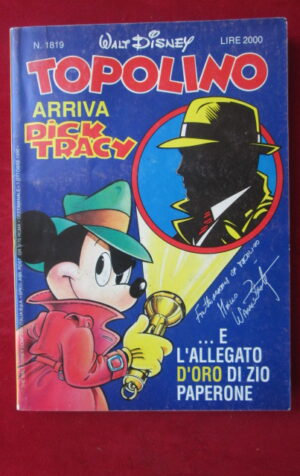 N. 1819
WALT DISNEY
LIRE 2000
TOPOLINO
ARRIVA
DICK
TRACY
... E
L'ALLEGATO
D'ORO DI ZIO
PAPERONE